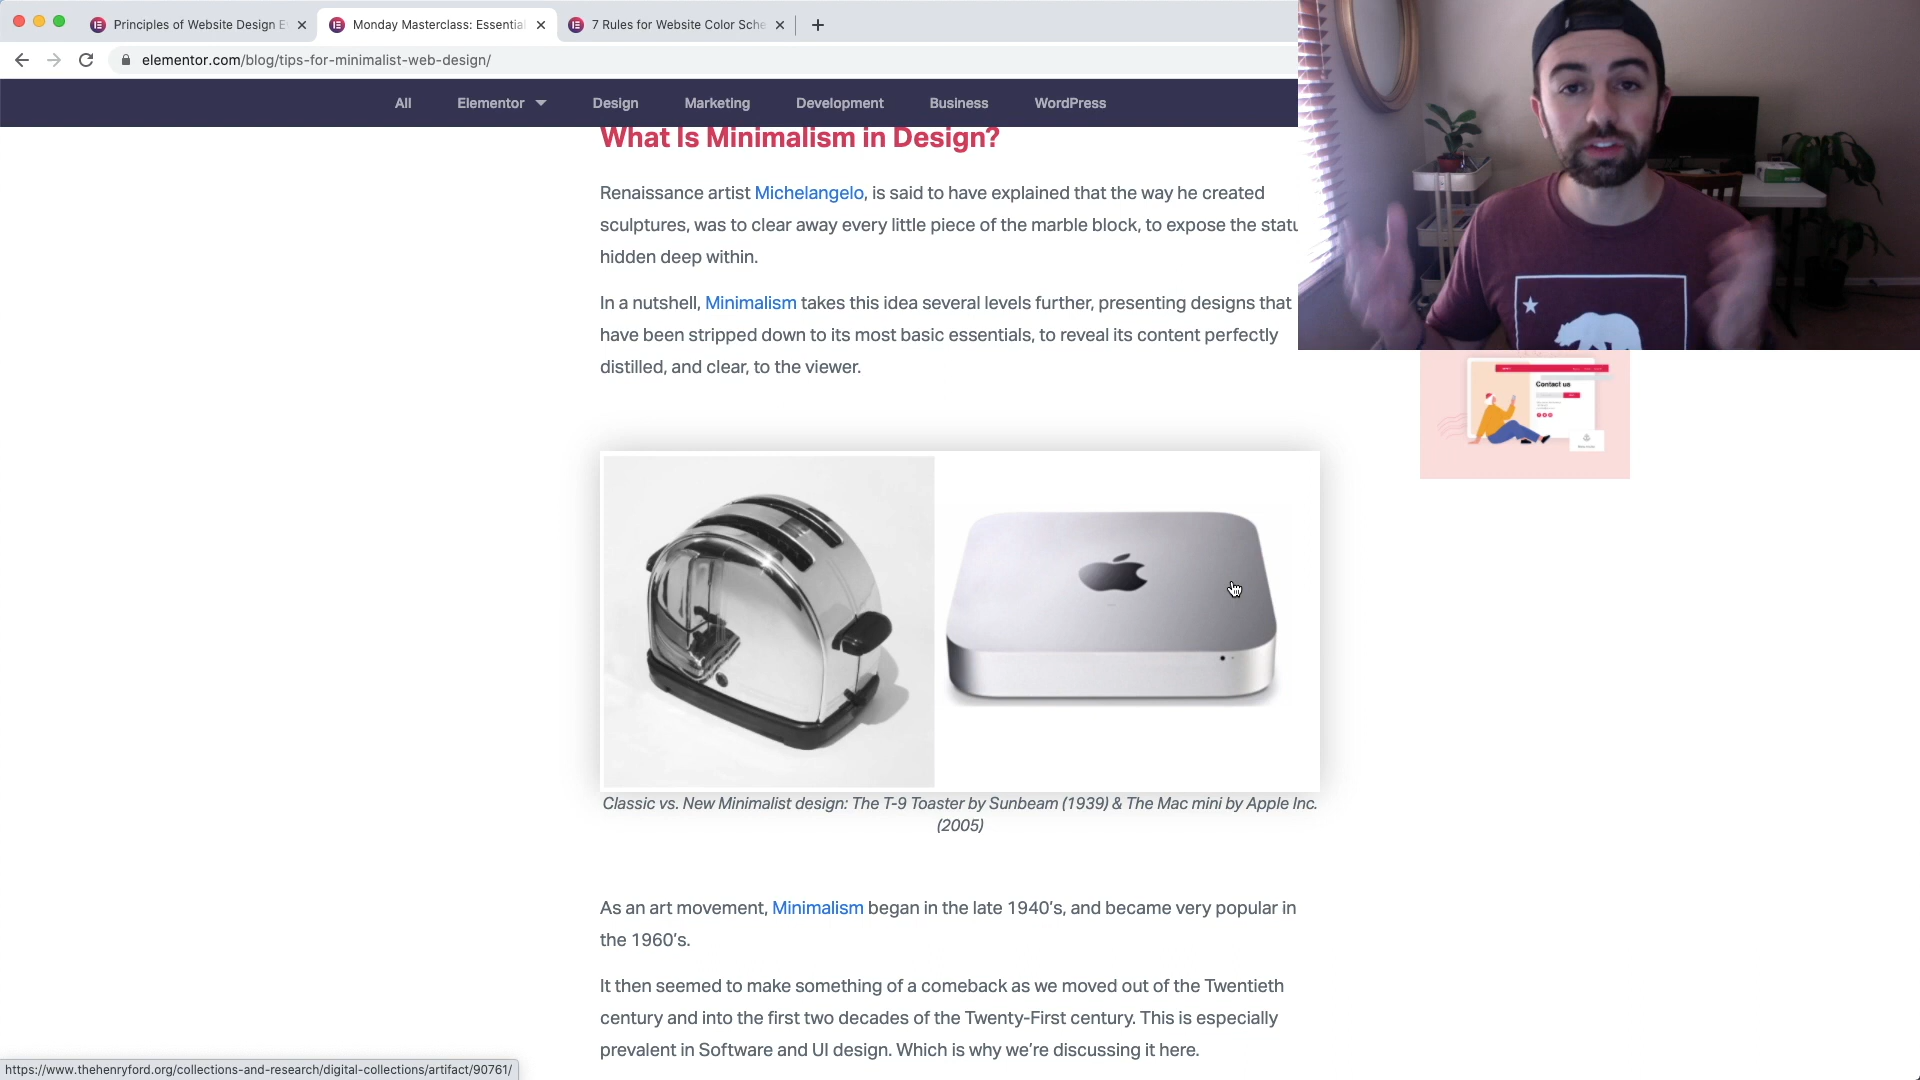 Principles of Website Design E
Monday Masterclass: Essentia
7 Rules for Website Color Sche
elementor.com/blog/tips-for-minimalist-web-design/
All Elementor Design Marketing Development Business WordPress
What Is Minimalism in Design?
Renaissance artist Michelangelo, is said to have explained that the way he created
sculptures, was to clear away every little piece of the marble block, to expose the statu
hidden deep within.
In a nutshell, Minimalism takes this idea several levels further, presenting designs that
have been stripped down to its most basic essentials, to reveal its content perfectly
distilled, and clear, to the viewer.
Contact us
Classic vs. New Minimalist design: The T-9 Toaster by Sunbeam (1939) & The Mac mini by Apple Inc.
(2005)
As an art movement, Minimalism began in the late 1940’s, and became very popular in
the 1960’s.
It then seemed to make something of a comeback as we moved out of the Twentieth
century and into the first two decades of the Twenty-First century. This is especially
prevalent in Software and UI design. Which is why we’re discussing it here.
https://www.thehenryford.org/collections-and-research/digital-collections/artifact/90761/